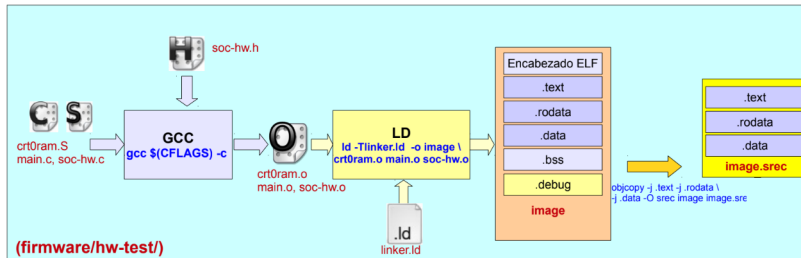 soc-hw.h
H
C S
crt0ram.S
main.c, soc-hw.c
GCC
gcc $(CFLAGS) -c
O
crt0ram.o
main.o, soc-hw.o
LD
ld -Tlinker.ld -o image \
crt0ram.o main.o soc-hw.o
.ld
linker.ld
Encabezado ELF
.text
.rodata
.data
.bss
.debug
image
objcopy -j .text -j .rodata \
-j .data -O srec image image.sre
.text
.rodata
.data
image.srec
(firmware/hw-test/)